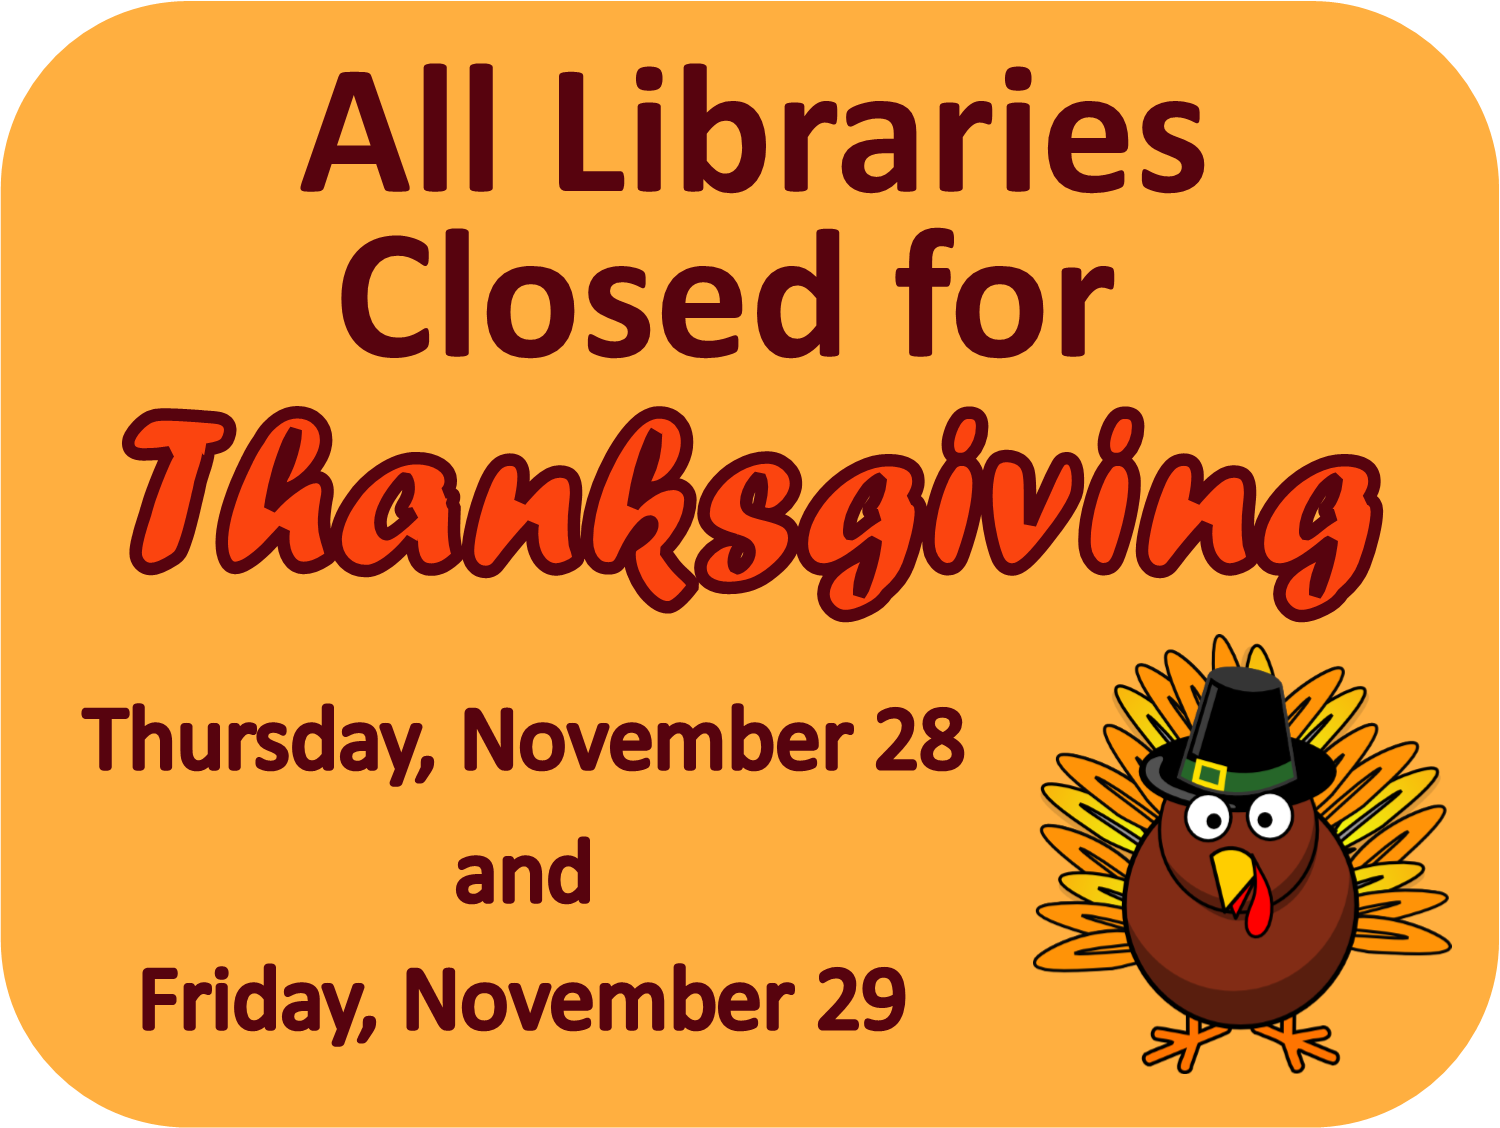 All Libraries
Closed for
Thanksgiving
Thursday, November 28
and
Friday, November 29